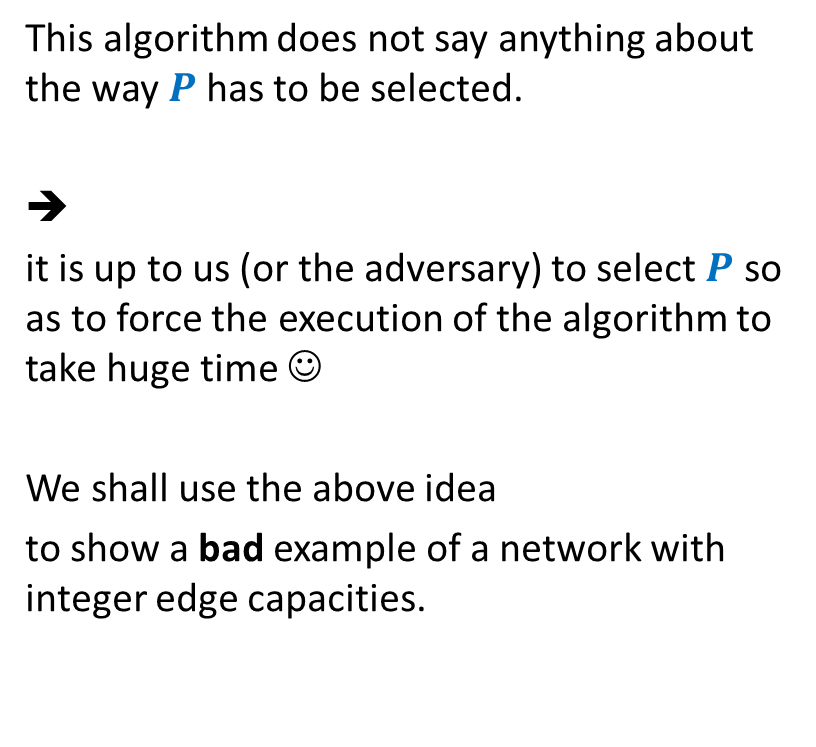 This algorithm does not say anything about
the way P has to be selected.
➔
it is up to us (or the adversary) to select P so
as to force the execution of the algorithm to
take huge time ☺
We shall use the above idea
to show a bad example of a network with
integer edge capacities.